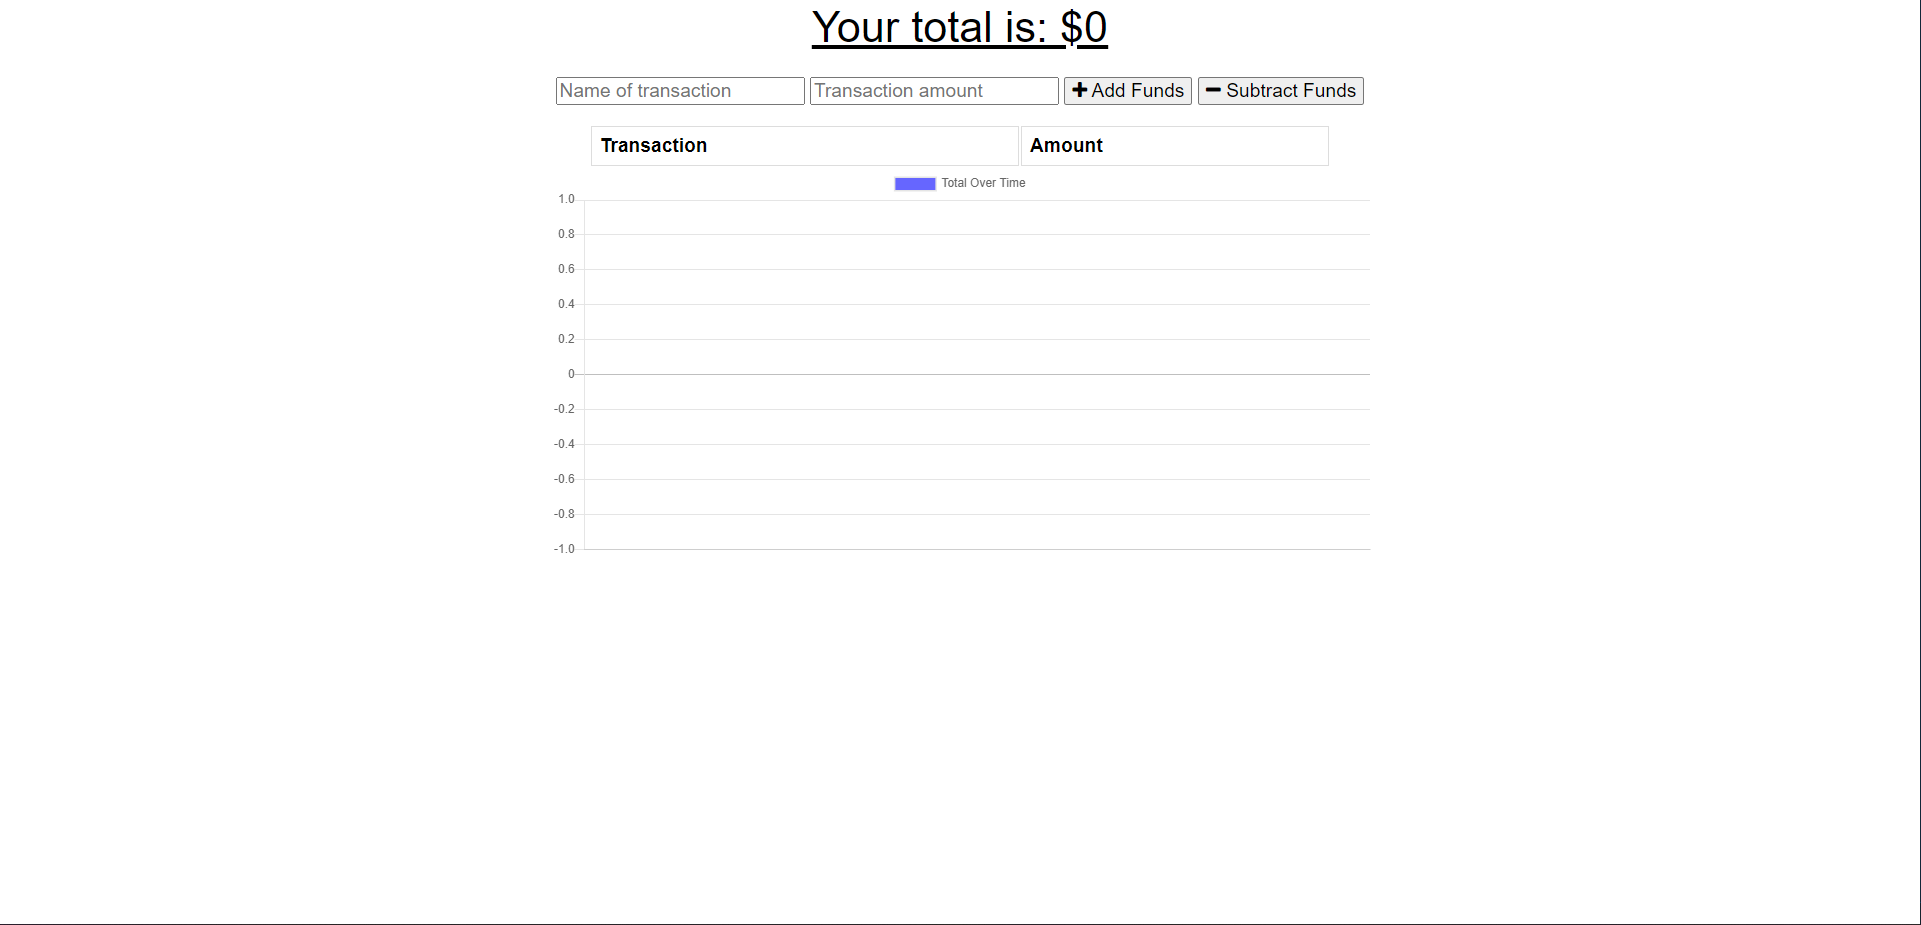 Your total is: $0
Name of transaction Transaction amount Add Funds Subtract Funds
Transaction Amount
Total Over Time
1.0
0.8
0.6
0.4
0.2
0
-0.2
-0.4
-0.6
-0.8
-1.0